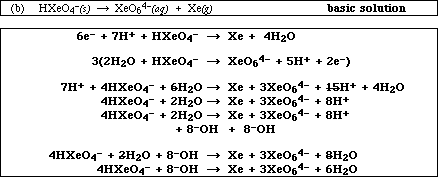 (b) HXeO₄⁻(s) → XeO₆⁴⁻(aq) + Xe(g) basic solution
6e⁻ + 7H⁺ + HXeO₄⁻ → Xe + 4H₂O
3(2H₂O + HXeO₄⁻ → XeO₆⁴⁻ + 5H⁺ + 2e⁻)
7H⁺ + 4HXeO₄⁻ + 6H₂O → Xe + 3XeO₆⁴⁻ + 15H⁺ + 4H₂O
4HXeO₄⁻ + 2H₂O → Xe + 3XeO₆⁴⁻ + 8H⁺
4HXeO₄⁻ + 2H₂O → Xe + 3XeO₆⁴⁻ + 8H⁺
+ 8⁻OH + 8⁻OH
4HXeO₄⁻ + 2H₂O + 8⁻OH → Xe + 3XeO₆⁴⁻ + 8H₂O
4HXeO₄⁻ + 8⁻OH → Xe + 3XeO₆⁴⁻ + 6H₂O